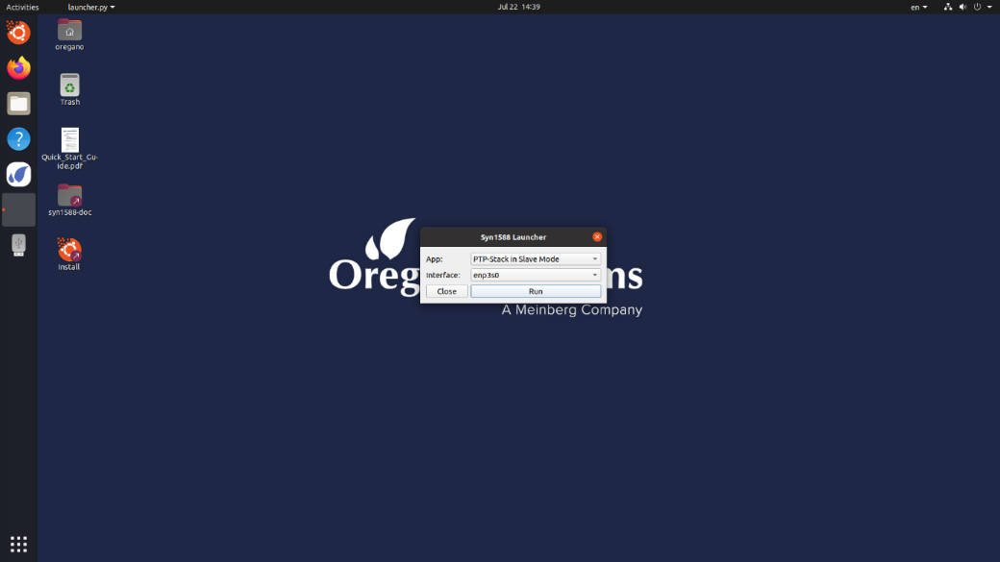 Activities
launcher.py
Jul 22 14:39
en
oregano
Trash
Quick_Start_Gu-
ide.pdf
syn1588-doc
Install
Syn1588 Launcher
App:
PTP-Stack in Slave Mode
Interface:
enp3s0
Close
Run
Oreg
ms
A Meinberg Company